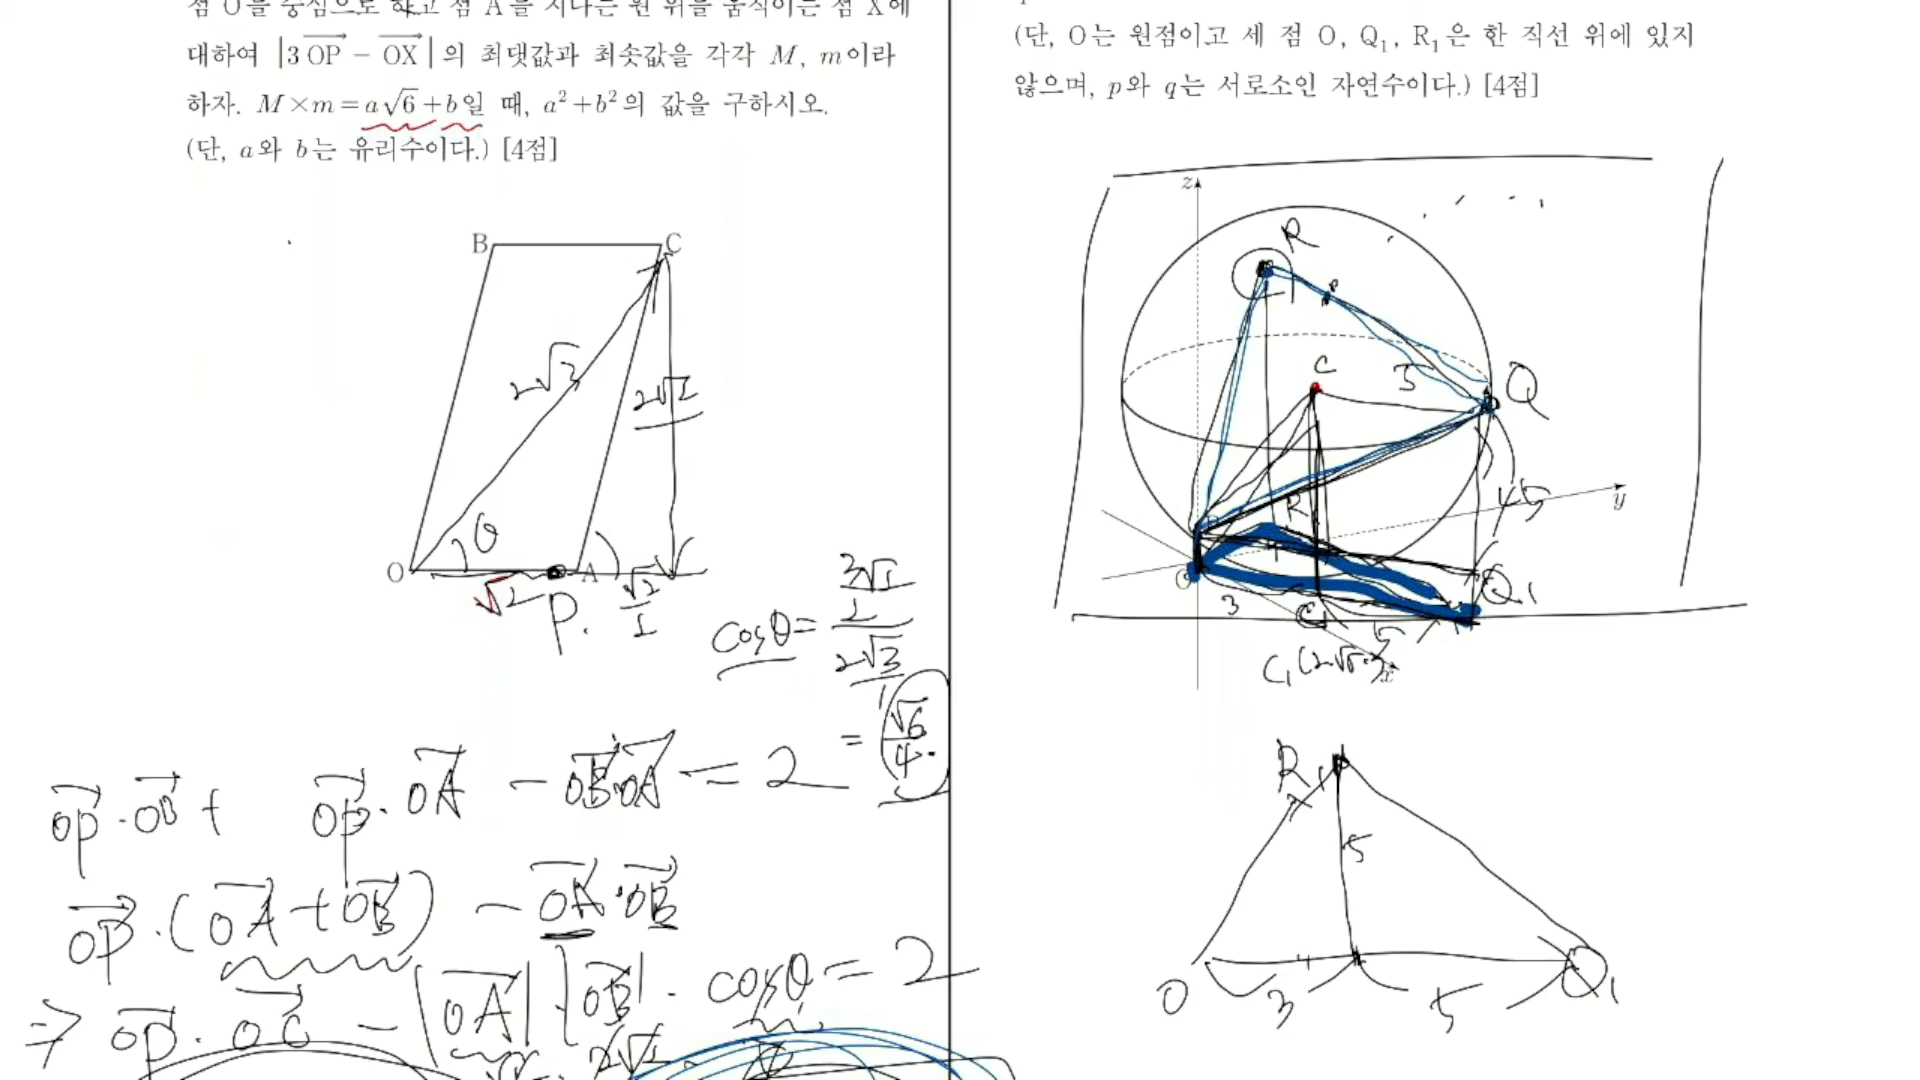 점 O를 중심으로 하고 점 A를 지나는 원 위를 움직이는 점 X에
대하여 |3OP − OX|의 최댓값과 최솟값을 각각 M, m이라
하자. M×m=a√6+b일 때, a²+b²의 값을 구하시오.
(단, a와 b는 유리수이다.) [4점]
B
C
2√3
2√2
θ
O
A
√2
P.
cosθ=
2√3
= √6/4
OP·OB + OP·OA − OB·OA = 2
OP·(OA+OB) − OA·OB
⇒ OP·OC − |OA||OB|·cosθ = 2
(단, O는 원점이고 세 점 O, Q₁, R₁은 한 직선 위에 있지
않으며, p와 q는 서로소인 자연수이다.) [4점]
z
R
C
5
Q
y
R
Q₁
O
3
C₁
5
x
R₁
5
O
3
5
Q₁